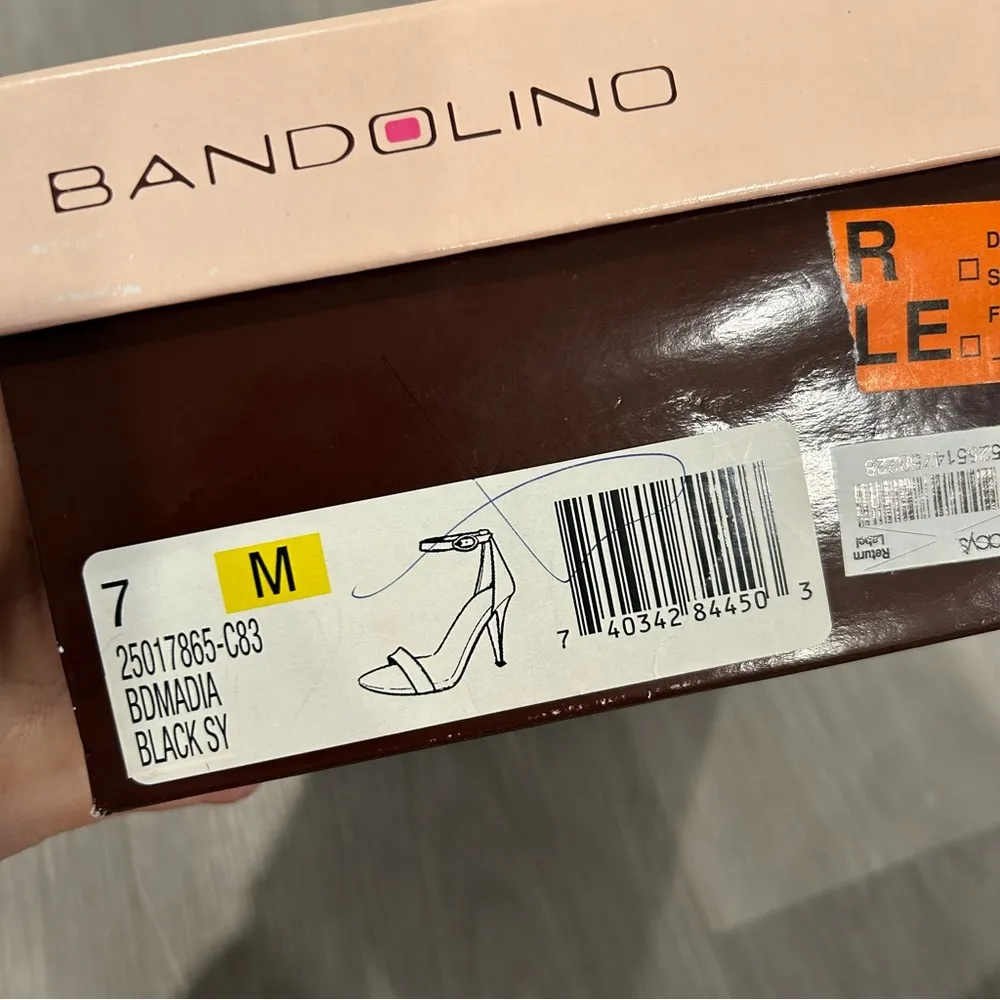 BANDOLINO
R
LE
D
S
F
7 M
25017865-C83
BDMADIA
BLACK SY
7 40342 84450 3
Return
Label